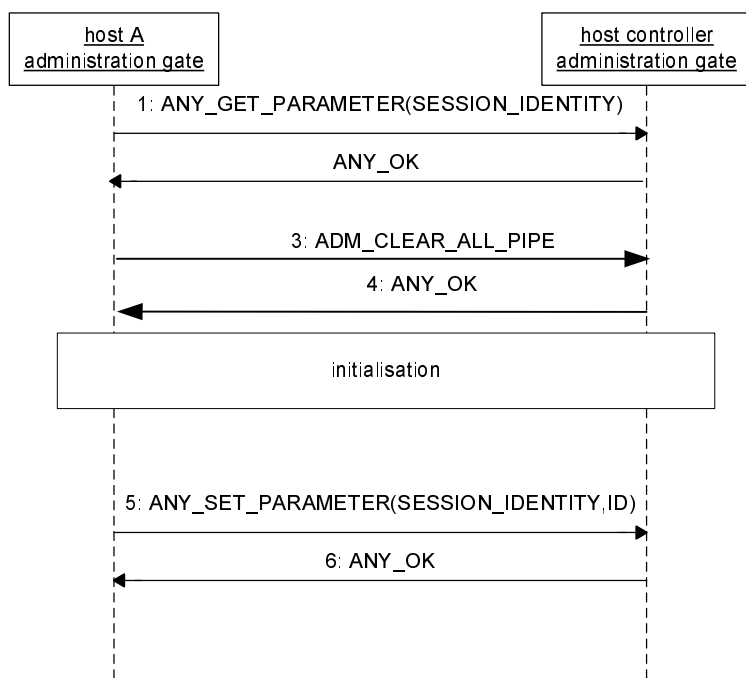 host A
administration gate
host controller
administration gate
1: ANY_GET_PARAMETER(SESSION_IDENTITY)
ANY_OK
3: ADM_CLEAR_ALL_PIPE
4: ANY_OK
initialisation
5: ANY_SET_PARAMETER(SESSION_IDENTITY,ID)
6: ANY_OK